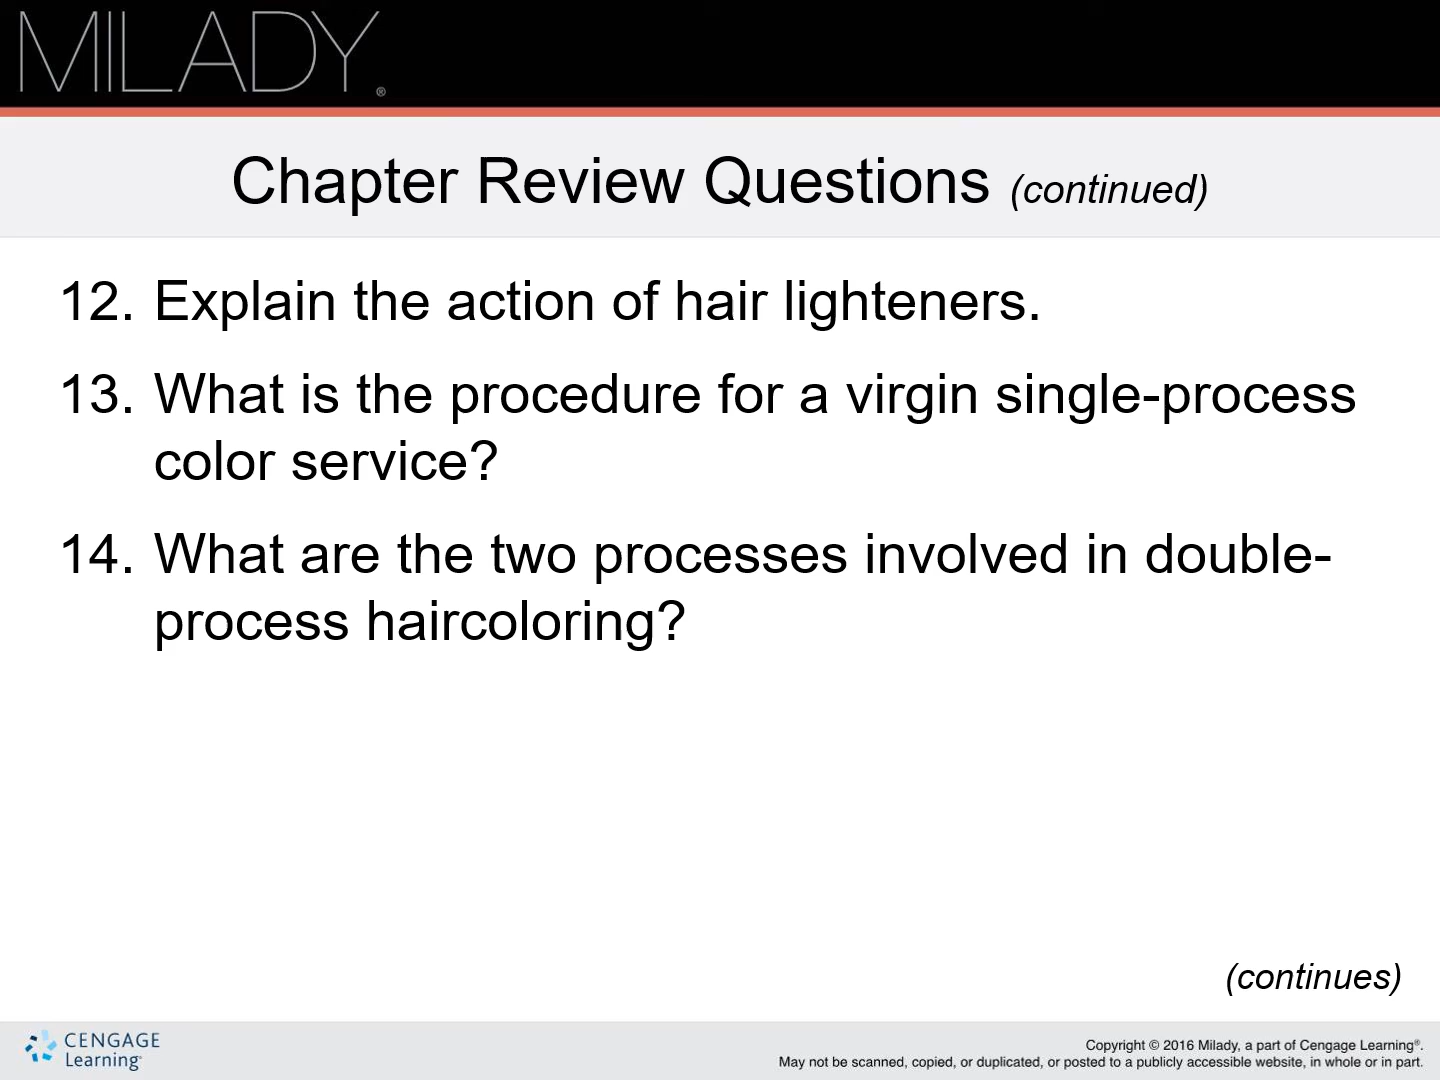 MILADY®
Chapter Review Questions (continued)
12. Explain the action of hair lighteners.
13. What is the procedure for a virgin single-process
color service?
14. What are the two processes involved in double-
process haircoloring?
(continues)
CENGAGE
Learning®
Copyright © 2016 Milady, a part of Cengage Learning®.
May not be scanned, copied, or duplicated, or posted to a publicly accessible website, in whole or in part.